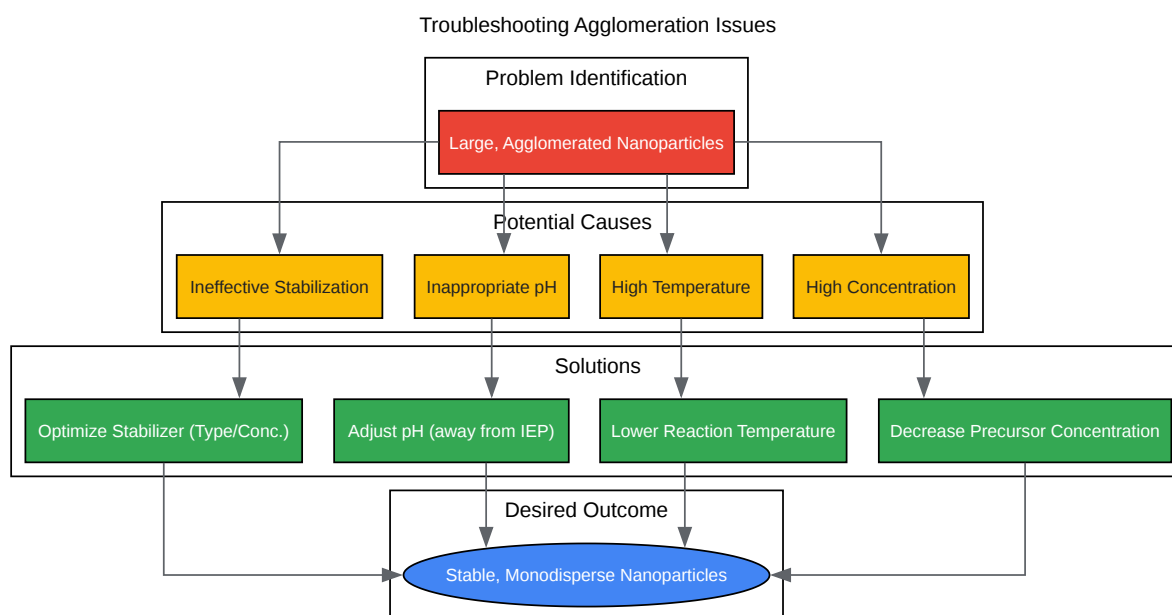 Troubleshooting Agglomeration Issues
Problem Identification
Large, Agglomerated Nanoparticles
Potential Causes
Ineffective Stabilization
Inappropriate pH
High Temperature
High Concentration
Solutions
Optimize Stabilizer (Type/Conc.)
Adjust pH (away from IEP)
Lower Reaction Temperature
Decrease Precursor Concentration
Desired Outcome
Stable, Monodisperse Nanoparticles